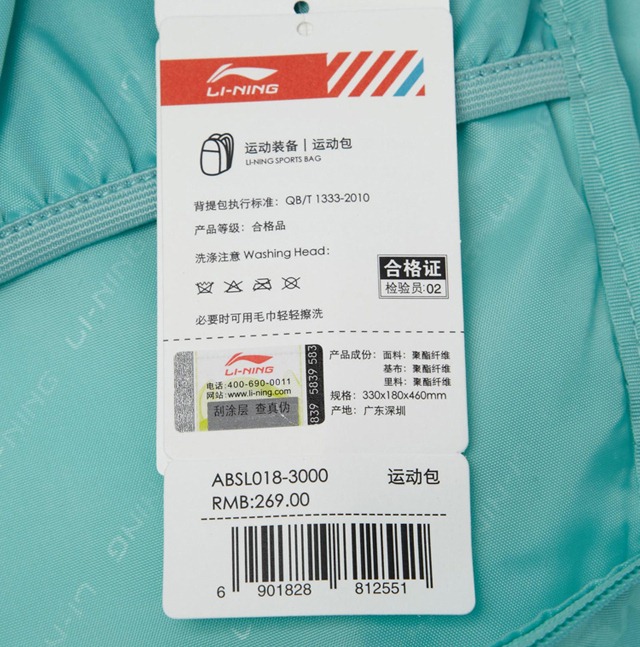 LI-NING
运动装备 | 运动包
LI-NING SPORTS BAG
背提包执行标准: QB/T 1333-2010
产品等级: 合格品
洗涤注意 Washing Head:
合格证
检验员: 02
必要时可用毛巾轻轻擦洗
LI-NING
电话:400-690-0011
网站:www.li-ning.com
刮涂层 查真伪
839 5839 583
产品成份: 面料: 聚酯纤维
基布: 聚酯纤维
里料: 聚酯纤维
规格: 330x180x460mm
产地: 广东深圳
ABSL018-3000 运动包
RMB:269.00
6 901828 812551
LI-NING
LI-NING
LI-NING